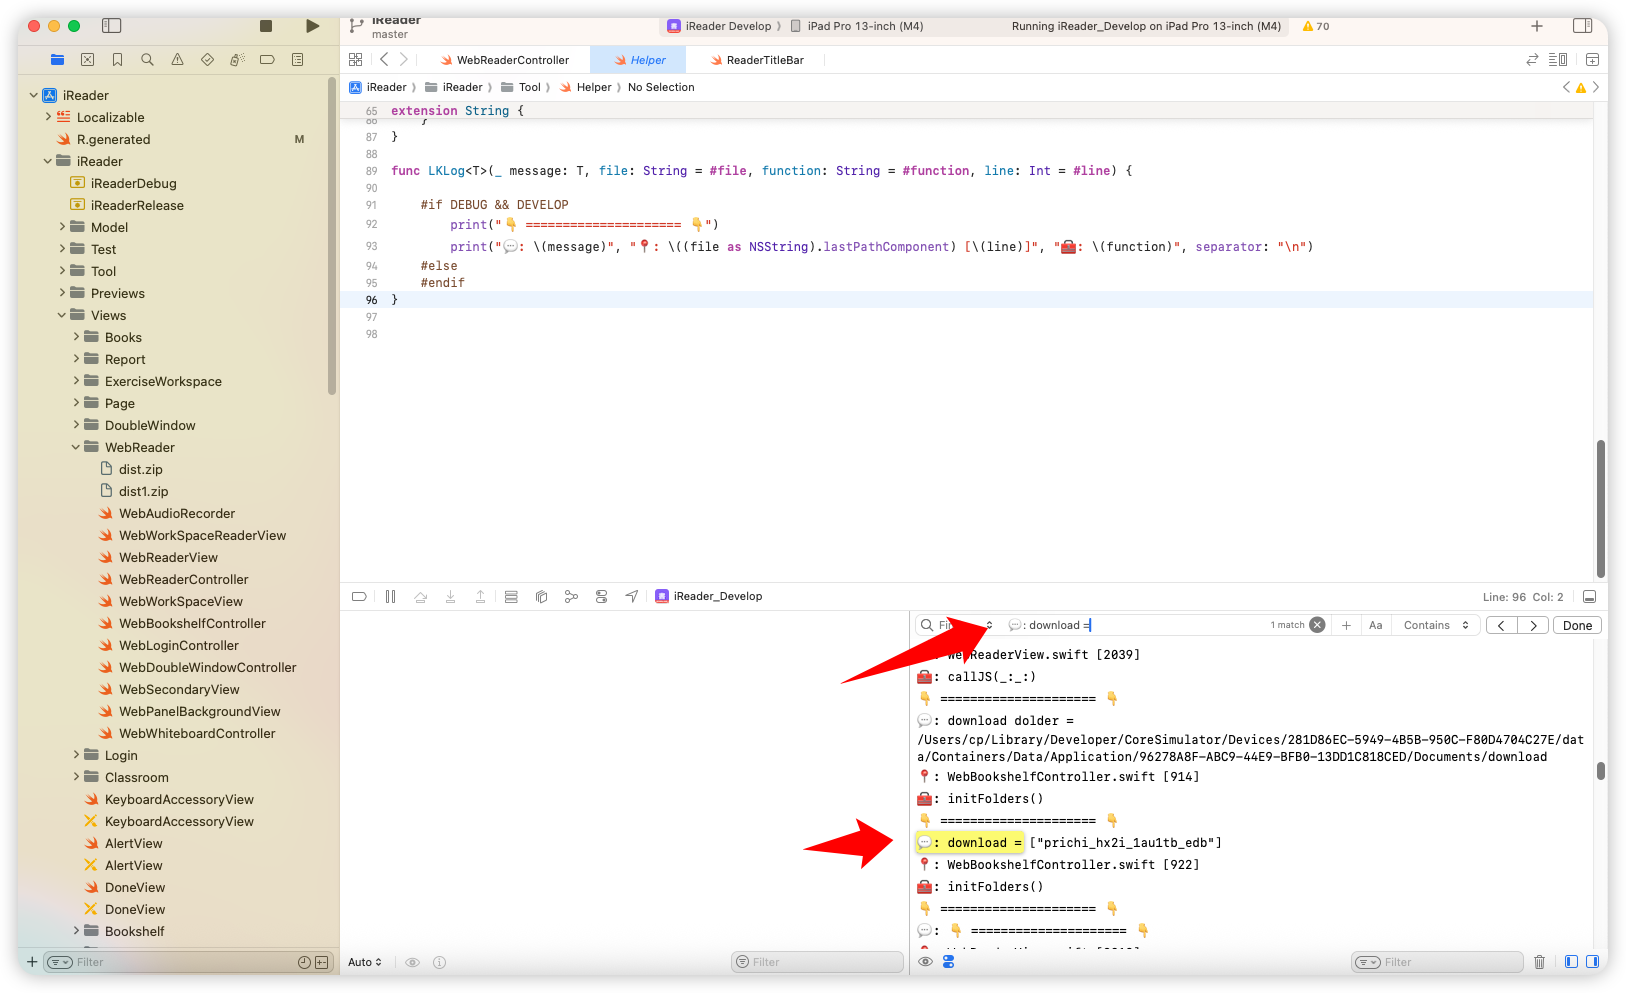 iReader
master
iReader Develop 〉 iPad Pro 13-inch (M4)
Running iReader_Develop on iPad Pro 13-inch (M4)
70
WebReaderController
Helper
ReaderTitleBar
iReader 〉 iReader 〉 Tool 〉 Helper 〉 No Selection
iReader
Localizable
R.generated M
iReader
iReaderDebug
iReaderRelease
Model
Test
Tool
Previews
Views
Books
Report
ExerciseWorkspace
Page
DoubleWindow
WebReader
dist.zip
dist1.zip
WebAudioRecorder
WebWorkSpaceReaderView
WebReaderView
WebReaderController
WebWorkSpaceView
WebBookshelfController
WebLoginController
WebDoubleWindowController
WebSecondaryView
WebPanelBackgroundView
WebWhiteboardController
Login
Classroom
KeyboardAccessoryView
KeyboardAccessoryView
AlertView
AlertView
DoneView
DoneView
Bookshelf
Filter
65 extension String {
86 }
87 }
88
89 func LKLog<T>(_ message: T, file: String = #file, function: String = #function, line: Int = #line) {
90
91 #if DEBUG && DEVELOP
92 print("👇 ===================== 👇")
93 print("💬: \(message)", "📍: \((file as NSString).lastPathComponent) [\(line)]", "🧰: \(function)", separator: "\n")
94 #else
95 #endif
96 }
97
98
iReader_Develop
Line: 96 Col: 2
💬: download =
1 match
Aa
Contains
Done
WebReaderView.swift [2039]
🧰: callJS(_:_:)
👇 ===================== 👇
💬: download dolder =
/Users/cp/Library/Developer/CoreSimulator/Devices/281D86EC-5949-4B5B-950C-F80D4704C27E/dat
a/Containers/Data/Application/96278A8F-ABC9-44E9-BFB0-13DD1C818CED/Documents/download
📍: WebBookshelfController.swift [914]
🧰: initFolders()
👇 ===================== 👇
💬: download = ["prichi_hx2i_1au1tb_edb"]
📍: WebBookshelfController.swift [922]
🧰: initFolders()
👇 ===================== 👇
💬: 👇 ===================== 👇
Auto
Filter
Filter